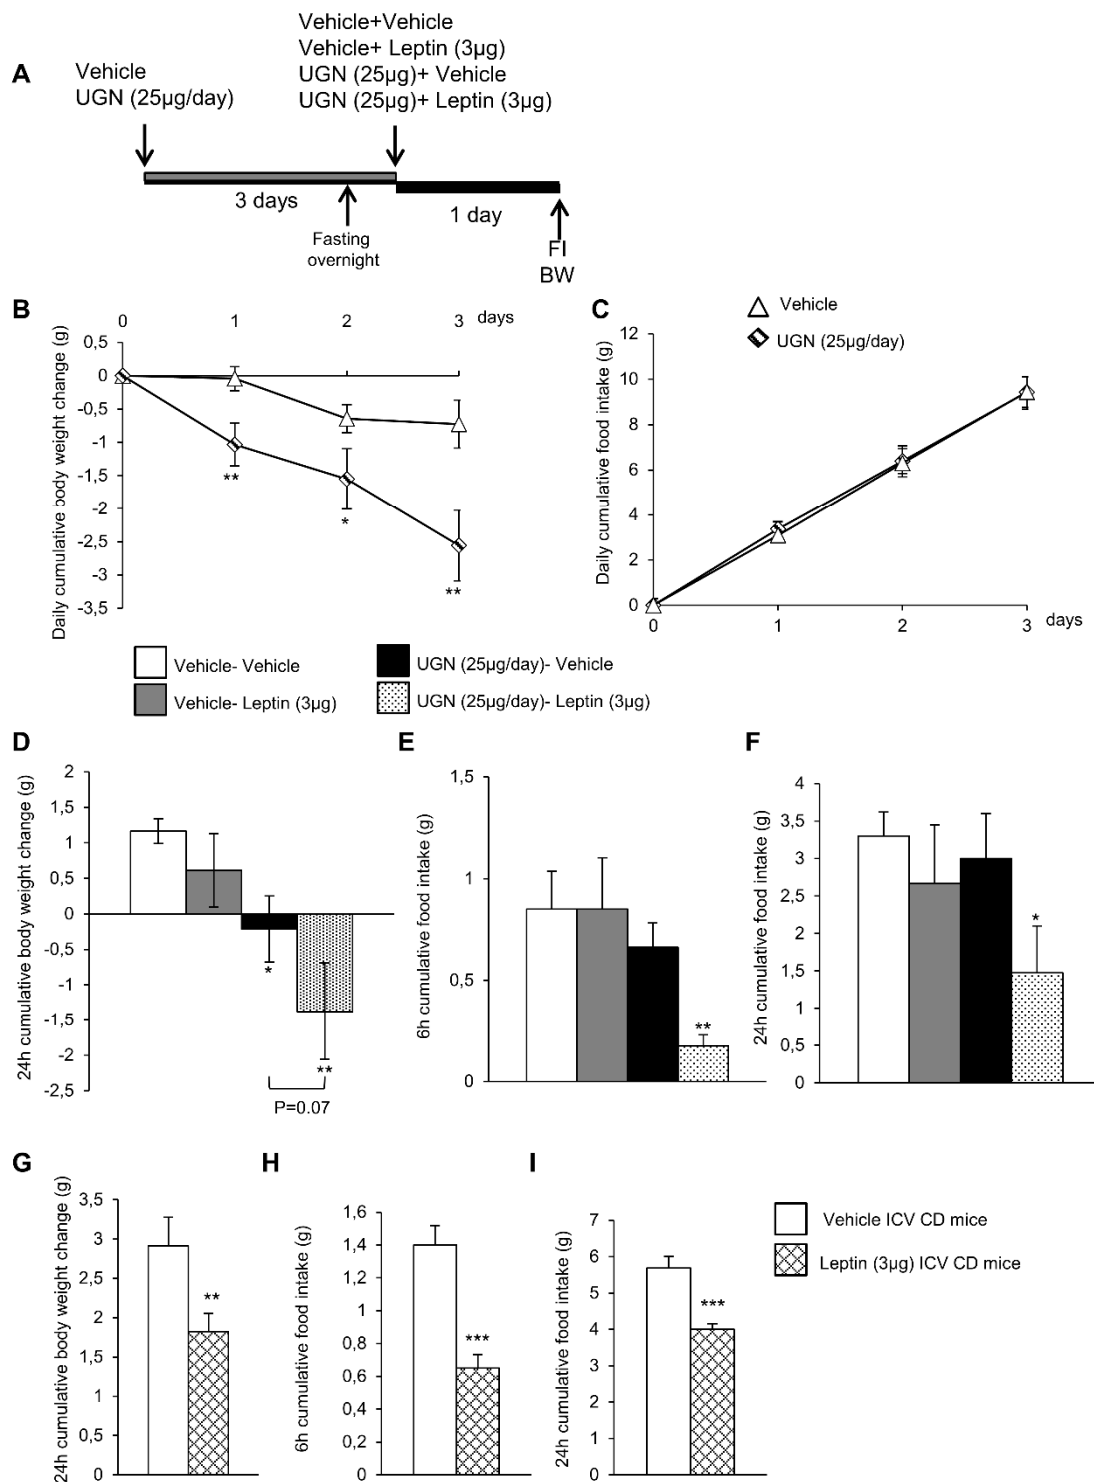 A
Vehicle
UGN (25µg/day)
Vehicle+Vehicle
Vehicle+ Leptin (3µg)
UGN (25µg)+ Vehicle
UGN (25µg)+ Leptin (3µg)
3 days
1 day
Fasting
overnight
FI
BW
B
0 1 2 3 days
Daily cumulative body weight change (g)
0,5
0
-0,5
-1
-1,5
-2
-2,5
-3
-3,5
**
*
**
C
Vehicle
UGN (25µg/day)
Daily cumulative food intake (g)
12
10
8
6
4
2
0
0 1 2 3 days
Vehicle- Vehicle
Vehicle- Leptin (3µg)
UGN (25µg/day)- Vehicle
UGN (25µg/day)- Leptin (3µg)
D
24h cumulative body weight change (g)
2
1,5
1
0,5
0
-0,5
-1
-1,5
-2
-2,5
*
**
P=0.07
E
6h cumulative food intake (g)
1,5
1
0,5
0
**
F
24h cumulative food intake (g)
4
3,5
3
2,5
2
1,5
1
0,5
0
*
G
24h cumulative body weight change (g)
3,5
3
2,5
2
1,5
1
0,5
0
**
H
6h cumulative food intake (g)
1,6
1,4
1,2
1
0,8
0,6
0,4
0,2
0
***
I
24h cumulative food intake (g)
7
6
5
4
3
2
1
0
***
Vehicle ICV CD mice
Leptin (3µg) ICV CD mice